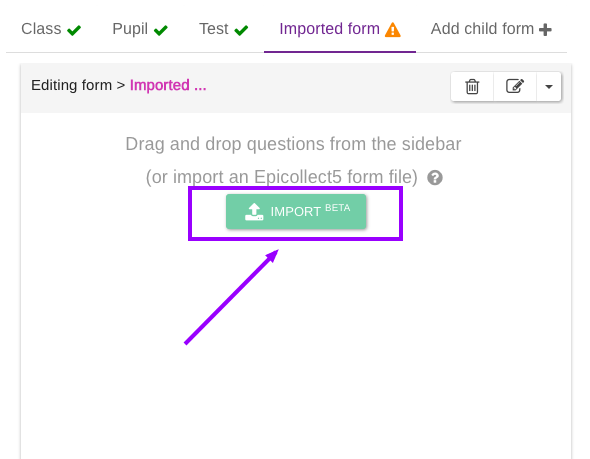 Class Pupil Test Imported form Add child form
Editing form > Imported ...
Drag and drop questions from the sidebar
(or import an Epicollect5 form file)
IMPORT BETA